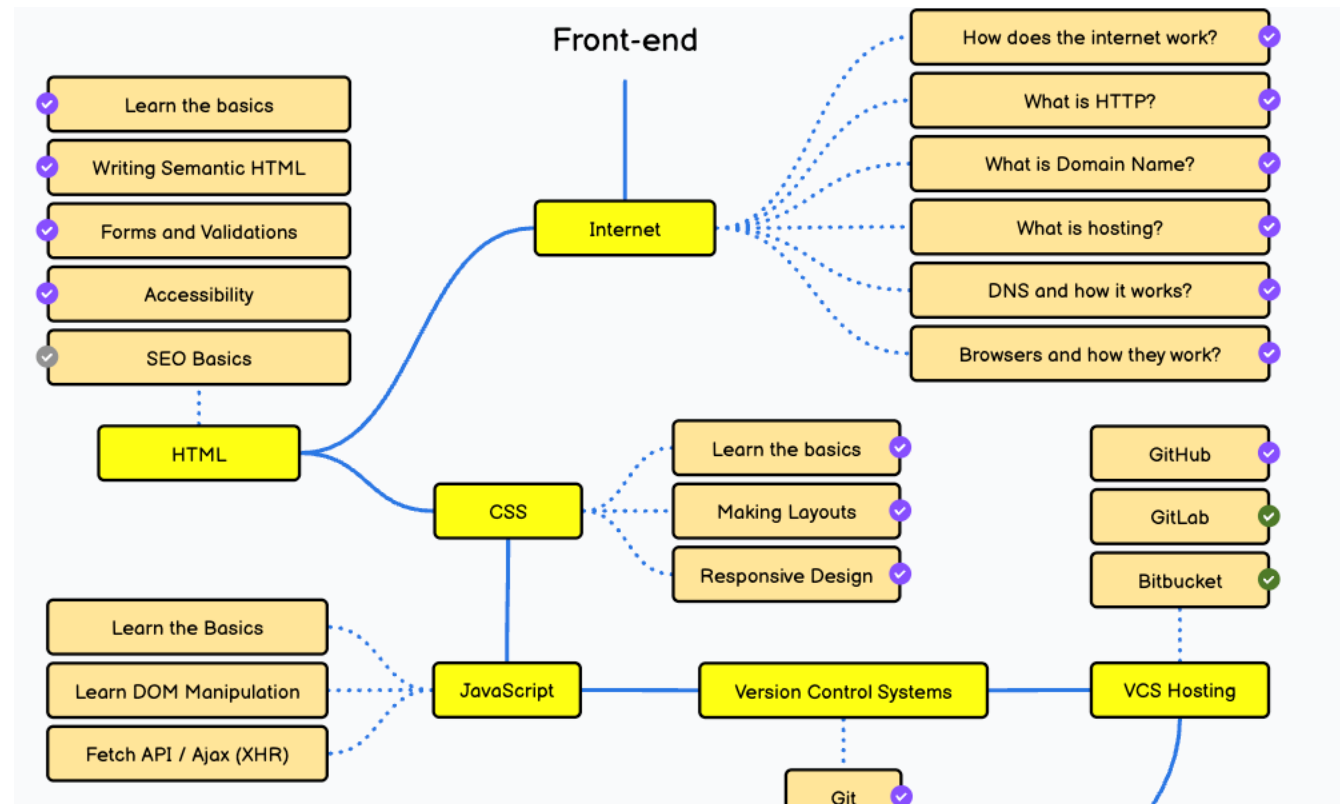 Front-end
How does the internet work?
What is HTTP?
What is Domain Name?
What is hosting?
DNS and how it works?
Browsers and how they work?
Internet
Learn the basics
Writing Semantic HTML
Forms and Validations
Accessibility
SEO Basics
HTML
CSS
Learn the basics
Making Layouts
Responsive Design
GitHub
GitLab
Bitbucket
Learn the Basics
Learn DOM Manipulation
Fetch API / Ajax (XHR)
JavaScript
Version Control Systems
VCS Hosting
Git